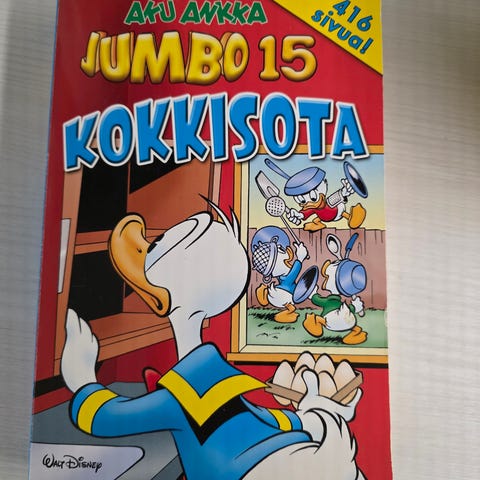 AKU ANKKA
416
sivua!
JUMBO 15
KOKKISOTA
WALT DISNEY